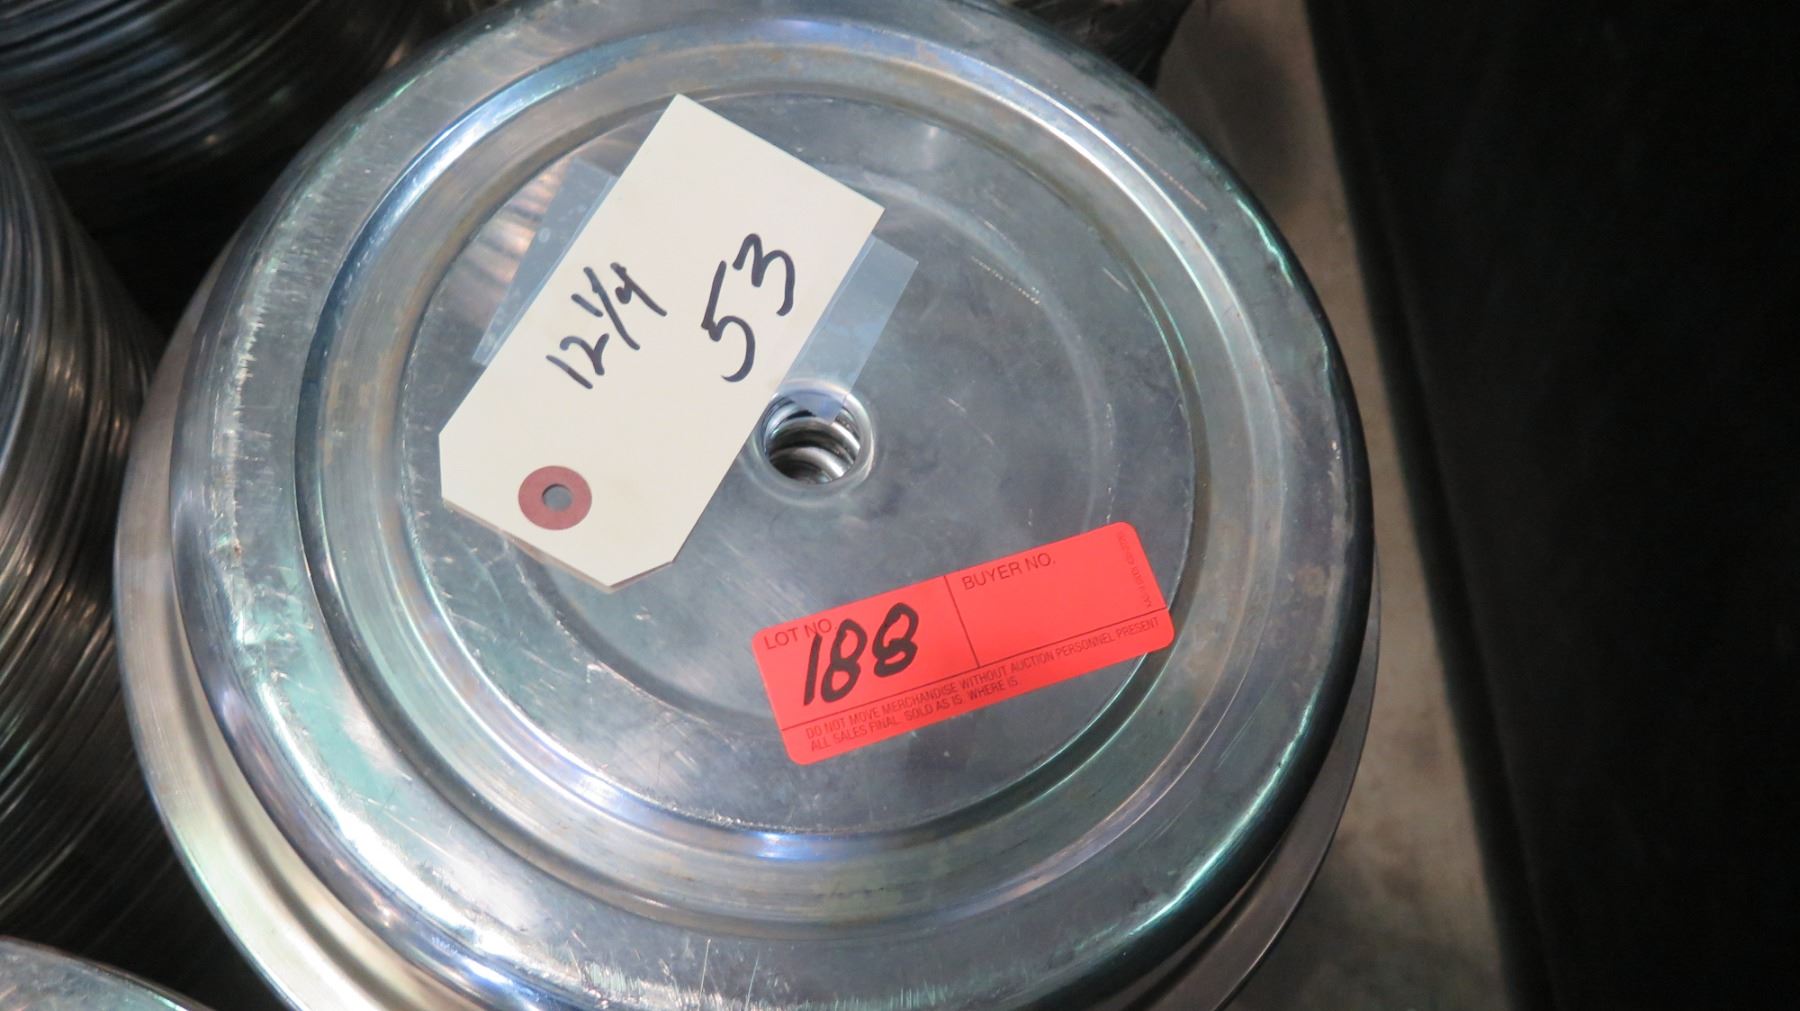 12 1/4
53
LOT NO.
188
BUYER NO.
DO NOT MOVE MERCHANDISE WITHOUT AUCTION PERSONNEL PRESENT
ALL SALES FINAL. SOLD AS IS. WHERE IS.